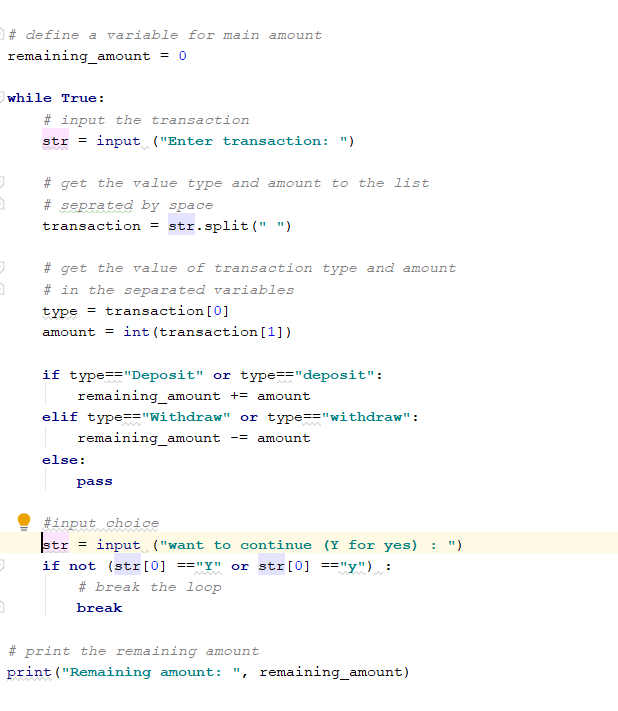 # define a variable for main amount
remaining_amount = 0
while True:
    # input the transaction
    str = input ("Enter transaction: ")
    # get the value type and amount to the list
    # seprated by space
    transaction = str.split(" ")
    # get the value of transaction type and amount
    # in the separated variables
    type = transaction[0]
    amount = int(transaction[1])
    if type=="Deposit" or type=="deposit":
        remaining_amount += amount
    elif type=="Withdraw" or type=="withdraw":
        remaining_amount -= amount
    else:
        pass
    #input choice
    str = input ("want to continue (Y for yes) : ")
    if not (str[0] =="Y" or str[0] =="y") :
        # break the loop
        break
# print the remaining amount
print("Remaining amount: ", remaining_amount)